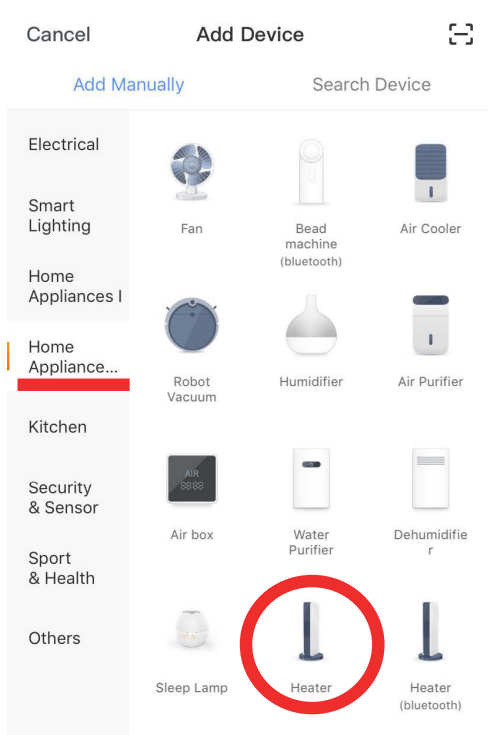 Cancel
Add Device
Add Manually
Search Device
Electrical
Smart
Lighting
Home
Appliances I
Home
Appliance...
Kitchen
Security
& Sensor
Sport
& Health
Others
Fan
Bead
machine
(bluetooth)
Air Cooler
Robot
Vacuum
Humidifier
Air Purifier
AIR
8888
Air box
Water
Purifier
Dehumidifie
r
Sleep Lamp
Heater
Heater
(bluetooth)